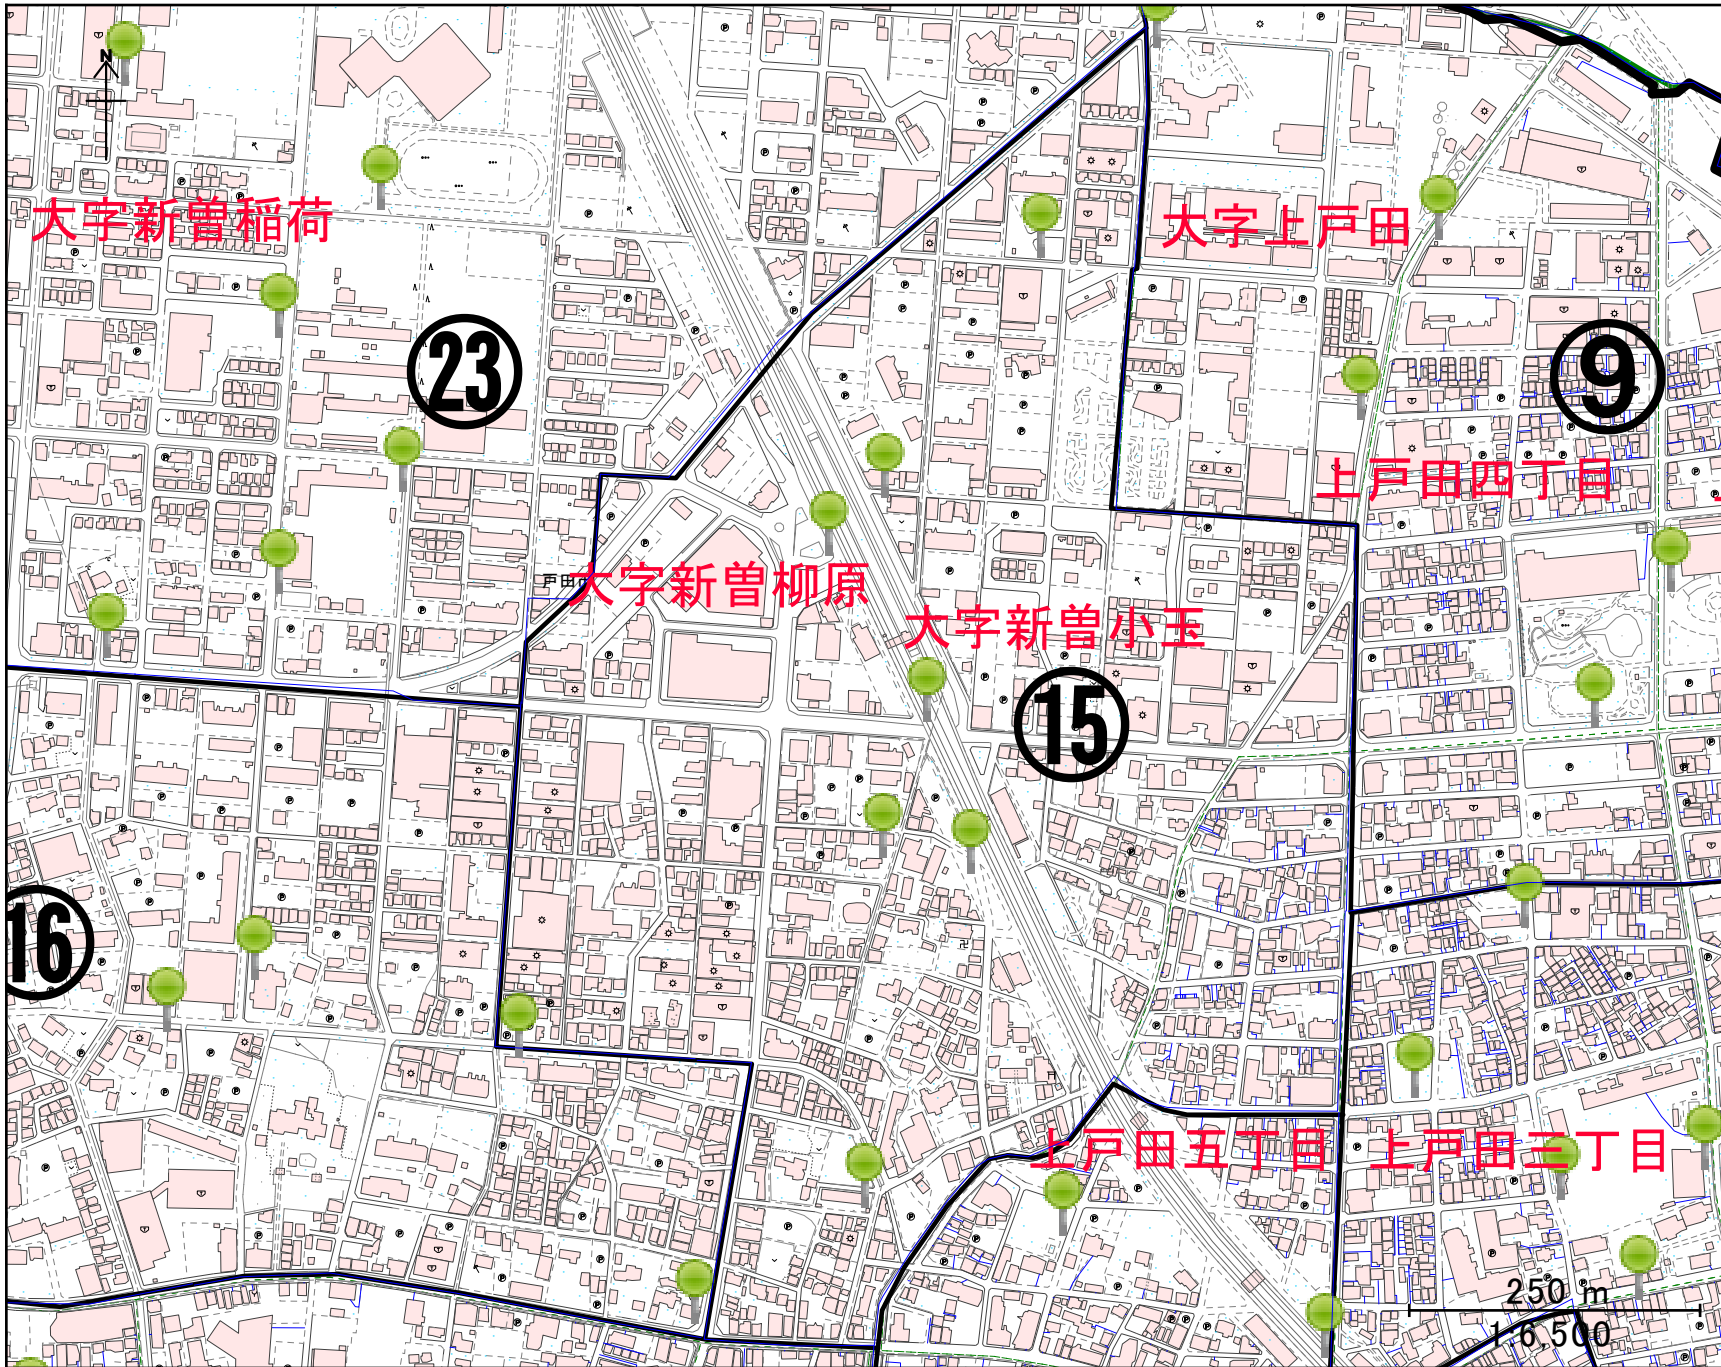 N
大字新曽稲荷
大字上戸田
23
9
上戸田四丁目
戸田
大字新曽柳原
大字新曽小玉
15
16
上戸田五丁目
上戸田三丁目
250 m
1:6,500